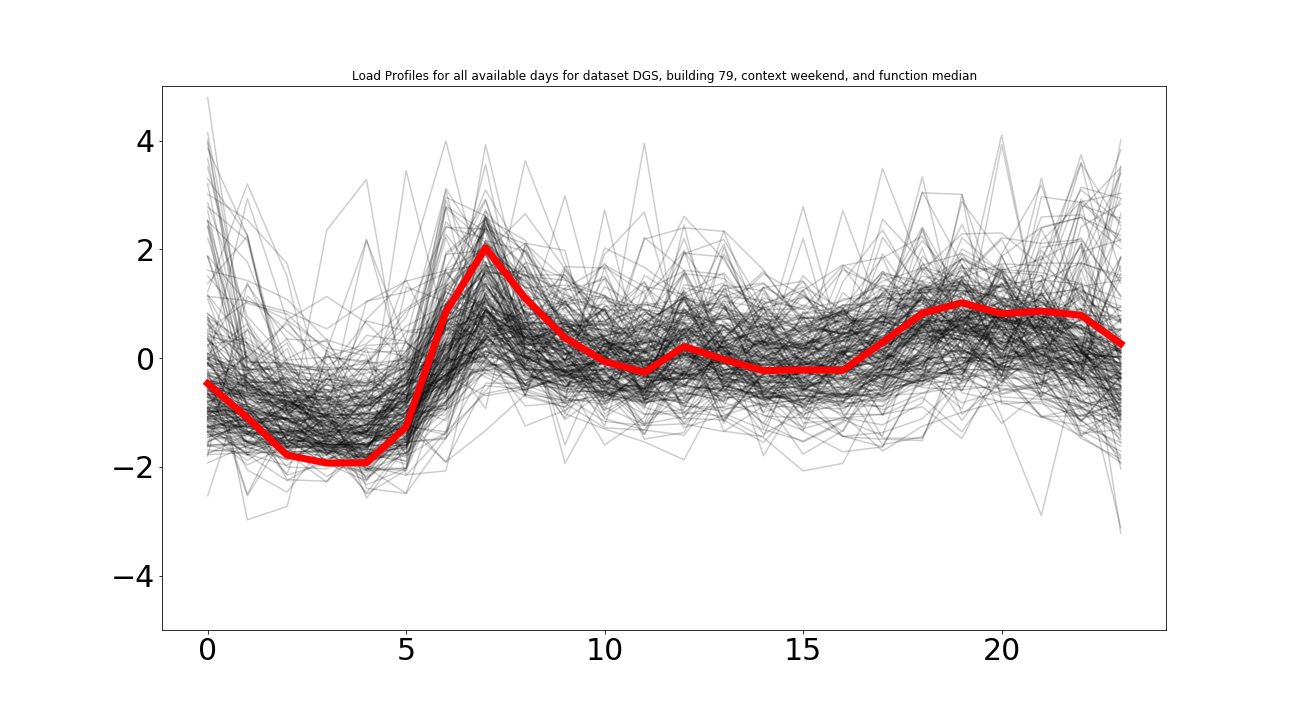 Load Profiles for all available days for dataset DGS, building 79, context weekend, and function median
4
2
0
−2
−4
0 5 10 15 20